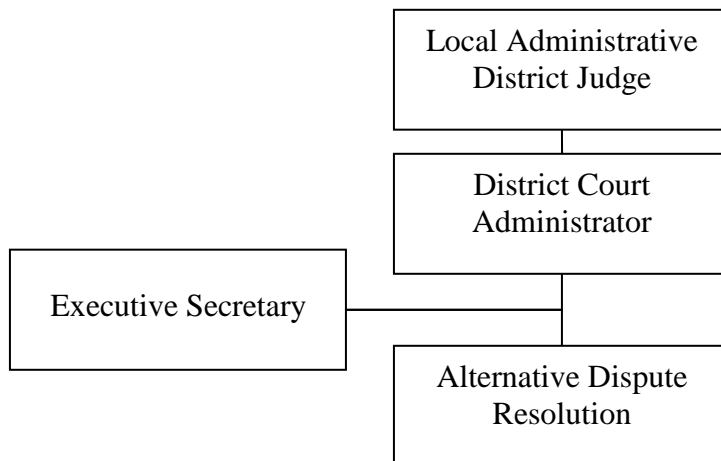 Local Administrative
District Judge
District Court
Administrator
Executive Secretary
Alternative Dispute
Resolution